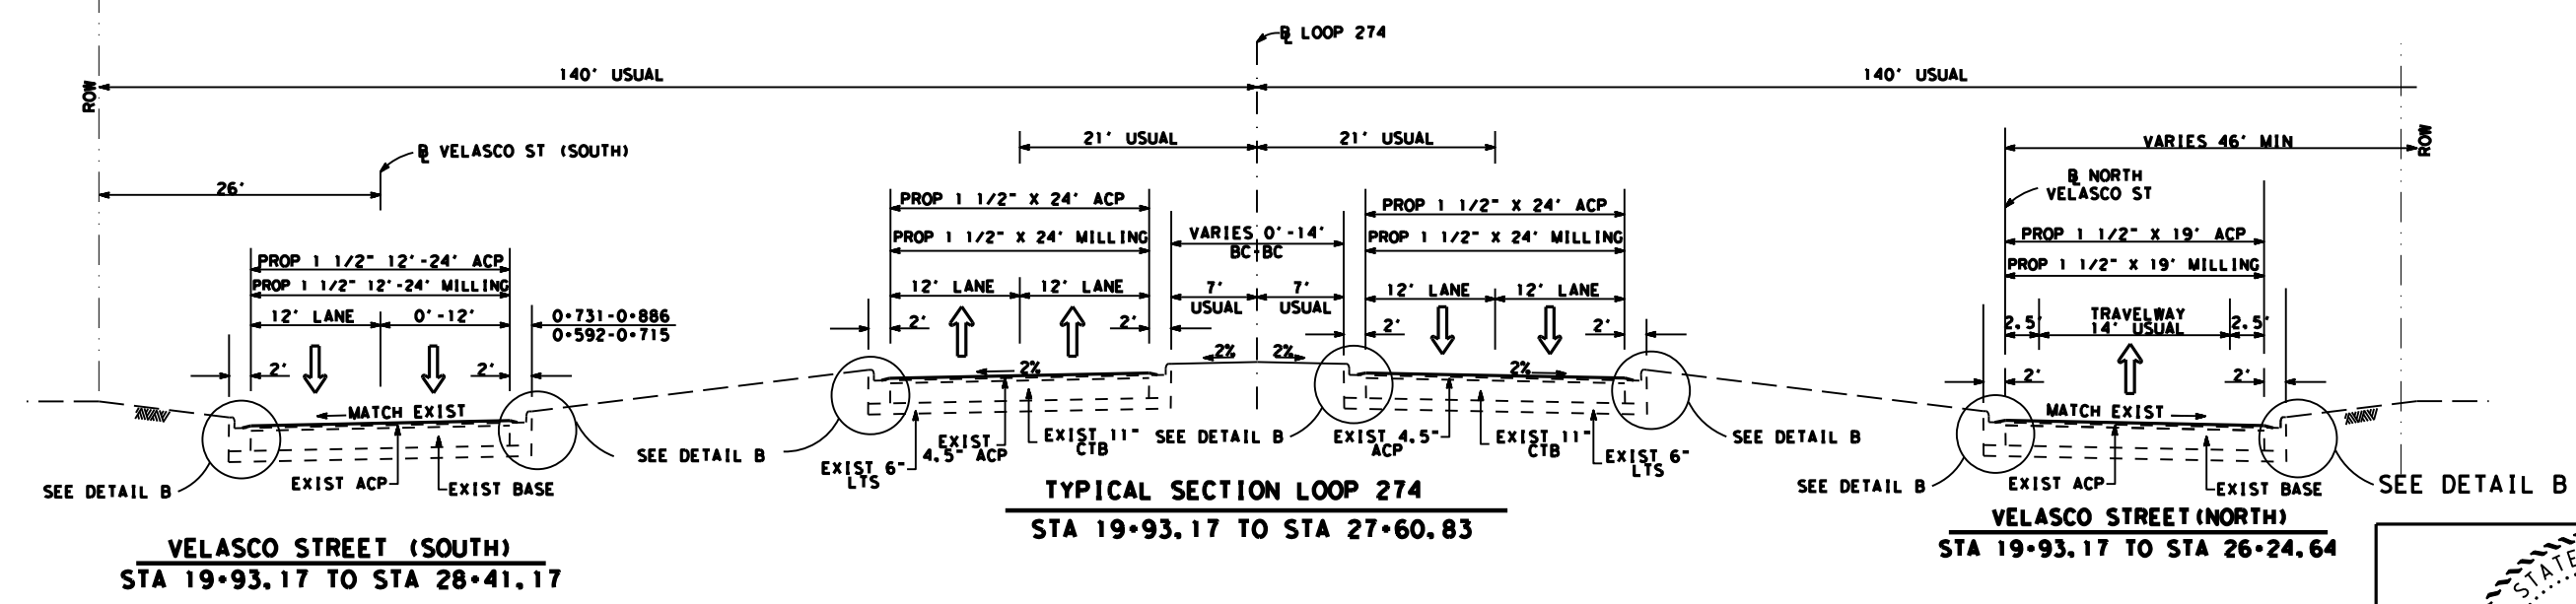 ℄ LOOP 274
140' USUAL
140' USUAL
ROW
ROW
21' USUAL
21' USUAL
VARIES 46' MIN
℄ VELASCO ST (SOUTH)
26'
℄ NORTH
VELASCO ST
PROP 1 1/2" X 24' ACP
PROP 1 1/2" X 24' MILLING
VARIES 0'-14'
BC-BC
PROP 1 1/2" X 24' ACP
PROP 1 1/2" X 24' MILLING
PROP 1 1/2" X 19' ACP
PROP 1 1/2" X 19' MILLING
PROP 1 1/2" 12'-24' ACP
PROP 1 1/2" 12'-24' MILLING
12' LANE
0'-12'
0+731-0+886
0+592-0+715
12' LANE
12' LANE
7'
USUAL
7'
USUAL
12' LANE
12' LANE
2.5'
TRAVELWAY
14' USUAL
2.5'
2'
2'
2'
2'
2'
2'
2'
2'
MATCH EXIST
2%
2%
2%
2%
MATCH EXIST
SEE DETAIL B
EXIST ACP
EXIST BASE
SEE DETAIL B
EXIST 6"
LTS
EXIST
4.5" ACP
EXIST 11"
CTB
SEE DETAIL B
EXIST 4.5"
ACP
EXIST 11"
CTB
EXIST 6"
LTS
SEE DETAIL B
SEE DETAIL B
EXIST ACP
EXIST BASE
SEE DETAIL B
VELASCO STREET (SOUTH)
STA 19+93.17 TO STA 28+41.17
TYPICAL SECTION LOOP 274
STA 19+93.17 TO STA 27+60.83
VELASCO STREET(NORTH)
STA 19+93.17 TO STA 26+24.64
STATE